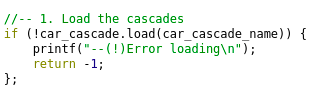 //-- 1. Load the cascades
if (!car_cascade.load(car_cascade_name)) {
    printf("--(!)Error loading\n");
    return -1;
};